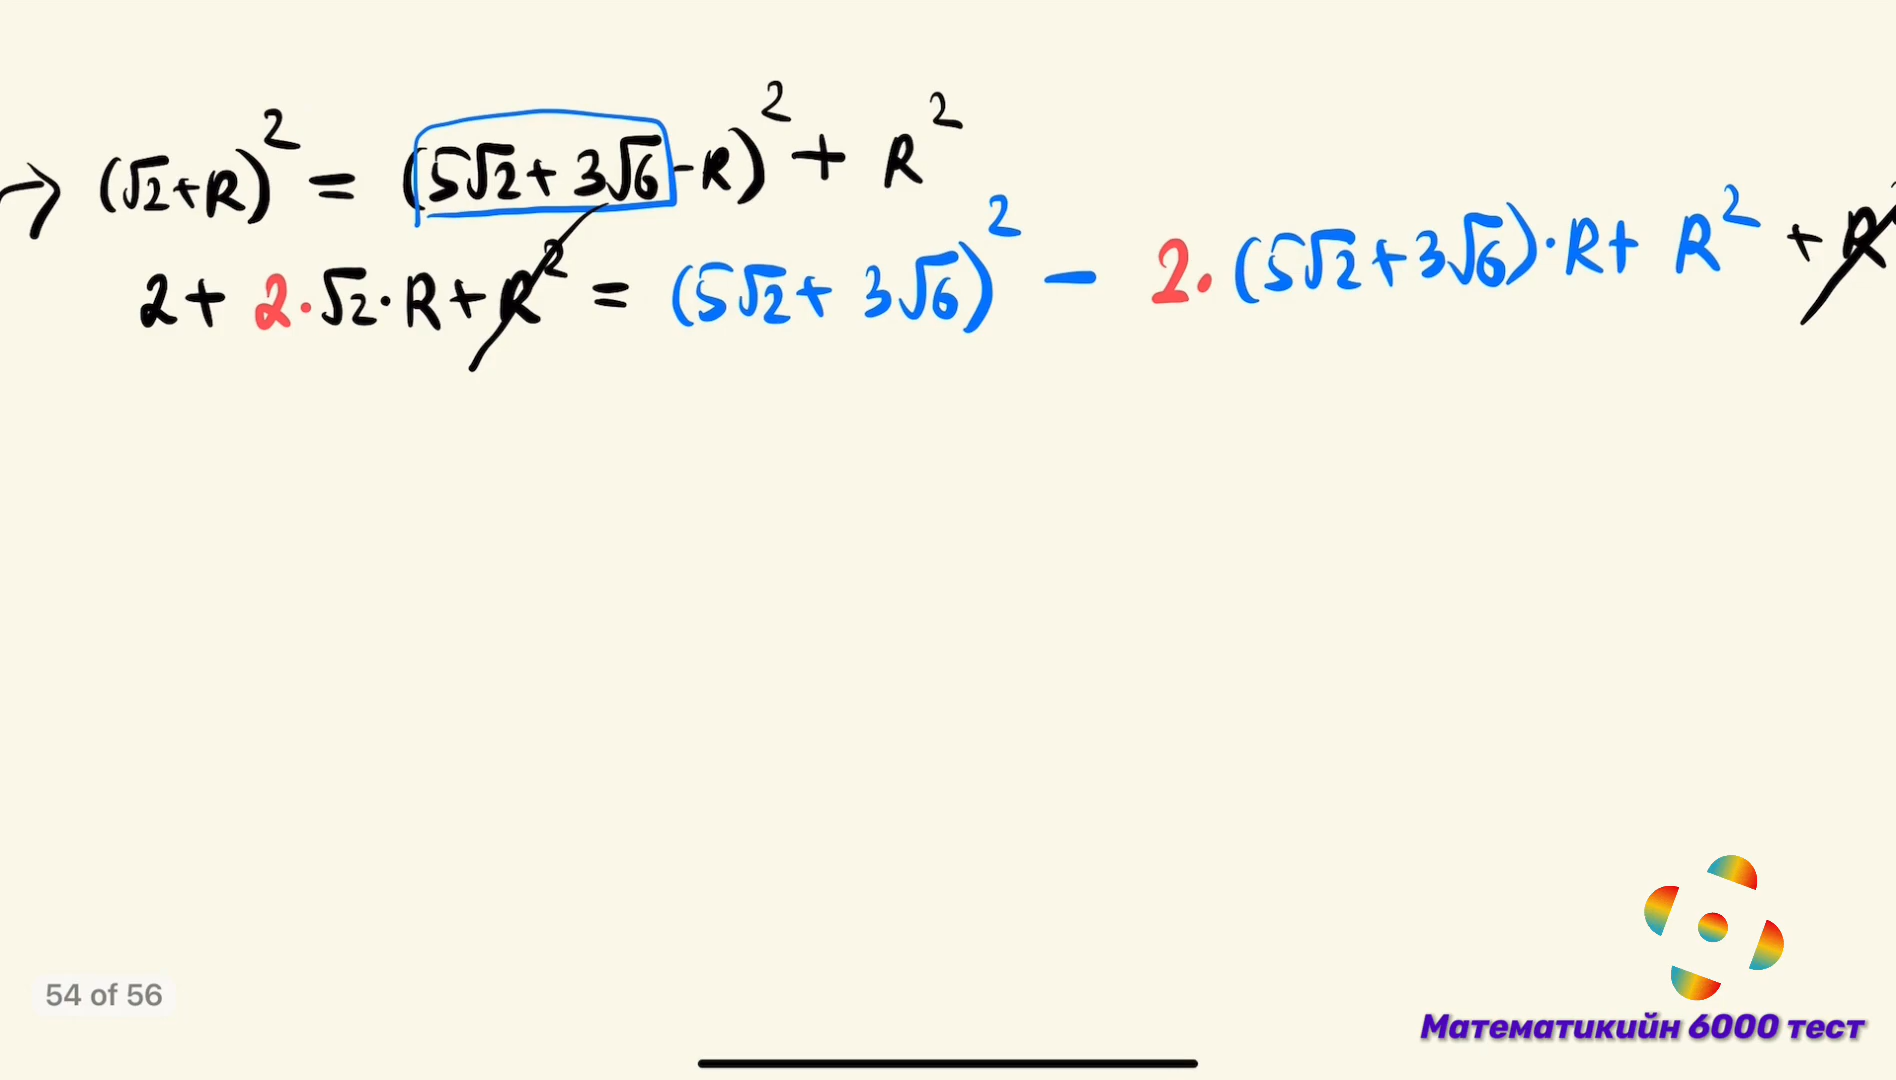 → (√2+R)² = (5√2+ 3√6-R)² + R²
2+ 2·√2·R+R² = (5√2+ 3√6)² - 2·(5√2+3√6)·R+ R² + R²
54 of 56
Математикийн 6000 тест